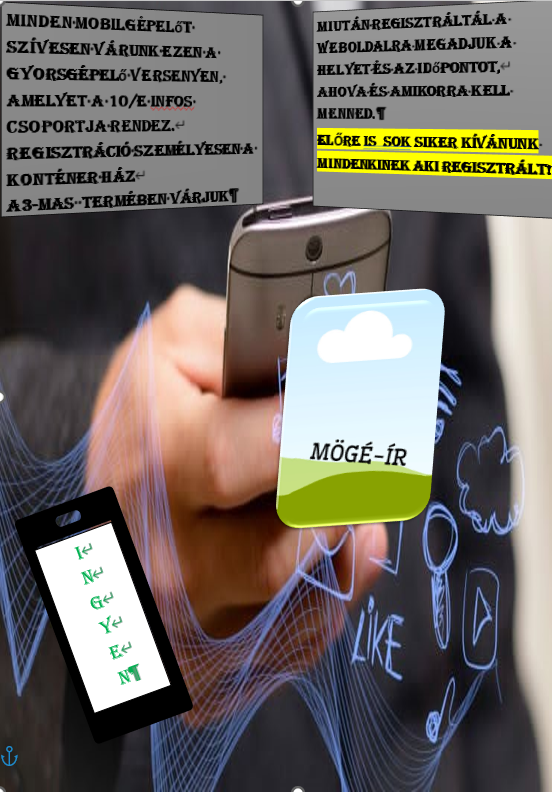 MINDEN MOBILGÉPELŐT
SZÍVESEN VÁRUNK EZEN A
GYORSGÉPELŐ VERSENYEN,
AMELYET A 10/E INFOS
CSOPORTJA RENDEZ.
REGISZTRÁCIÓ SZEMÉLYESEN A
KONTÉNER HÁZ
A 3-MAS TERMÉBEN VÁRJUK
MIUTÁN REGISZTRÁLTÁL A
WEBOLDALRA MEGADJUK A
HELYET ÉS AZ IDŐPONTOT,
AHOVA ÉS AMIKORRA KELL
MENNED.
ELŐRE IS SOK SIKER KÍVÁNUNK
MINDENKINEK AKI REGISZTRÁLT
MÖGÉ-ÍR
I
N
G
Y
E
N
LIKE